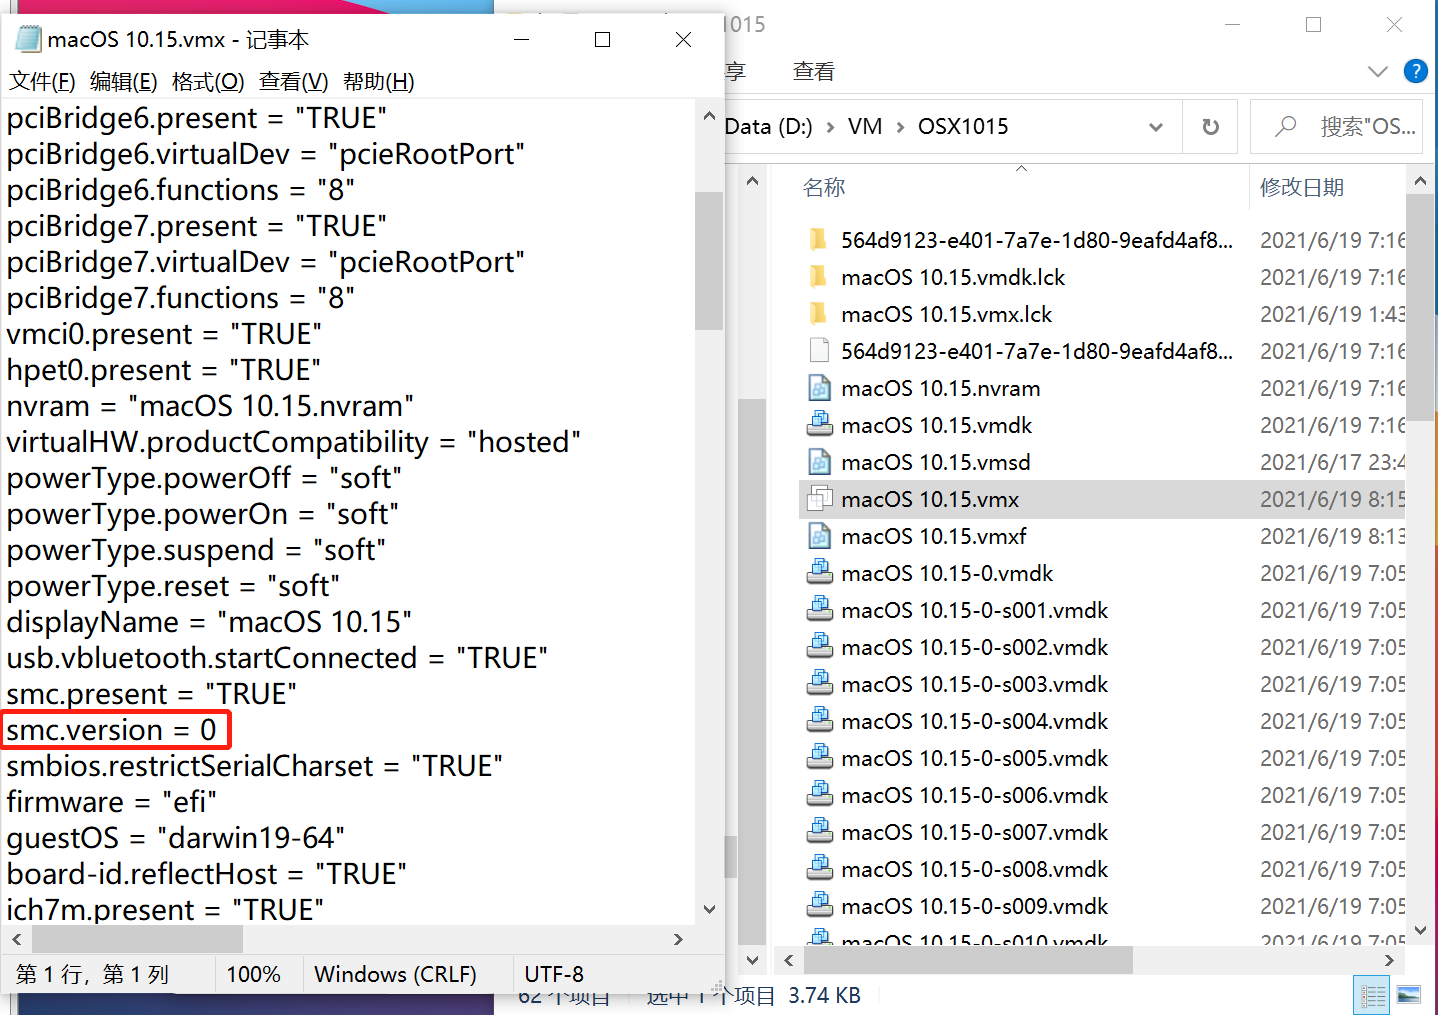 macOS 10.15.vmx - 记事本
文件(F) 编辑(E) 格式(O) 查看(V) 帮助(H)
pciBridge6.present = "TRUE"
pciBridge6.virtualDev = "pcieRootPort"
pciBridge6.functions = "8"
pciBridge7.present = "TRUE"
pciBridge7.virtualDev = "pcieRootPort"
pciBridge7.functions = "8"
vmci0.present = "TRUE"
hpet0.present = "TRUE"
nvram = "macOS 10.15.nvram"
virtualHW.productCompatibility = "hosted"
powerType.powerOff = "soft"
powerType.powerOn = "soft"
powerType.suspend = "soft"
powerType.reset = "soft"
displayName = "macOS 10.15"
usb.vbluetooth.startConnected = "TRUE"
smc.present = "TRUE"
smc.version = 0
smbios.restrictSerialCharset = "TRUE"
firmware = "efi"
guestOS = "darwin19-64"
board-id.reflectHost = "TRUE"
ich7m.present = "TRUE"
第 1 行，第 1 列 100% Windows (CRLF) UTF-8
1015
享 查看
Data (D:) › VM › OSX1015 搜索"OS...
名称 修改日期
564d9123-e401-7a7e-1d80-9eafd4af8... 2021/6/19 7:16
macOS 10.15.vmdk.lck 2021/6/19 7:16
macOS 10.15.vmx.lck 2021/6/19 1:43
564d9123-e401-7a7e-1d80-9eafd4af8... 2021/6/19 7:16
macOS 10.15.nvram 2021/6/19 7:16
macOS 10.15.vmdk 2021/6/19 7:16
macOS 10.15.vmsd 2021/6/17 23:4
macOS 10.15.vmx 2021/6/19 8:15
macOS 10.15.vmxf 2021/6/19 8:13
macOS 10.15-0.vmdk 2021/6/19 7:05
macOS 10.15-0-s001.vmdk 2021/6/19 7:05
macOS 10.15-0-s002.vmdk 2021/6/19 7:05
macOS 10.15-0-s003.vmdk 2021/6/19 7:05
macOS 10.15-0-s004.vmdk 2021/6/19 7:05
macOS 10.15-0-s005.vmdk 2021/6/19 7:05
macOS 10.15-0-s006.vmdk 2021/6/19 7:05
macOS 10.15-0-s007.vmdk 2021/6/19 7:05
macOS 10.15-0-s008.vmdk 2021/6/19 7:05
macOS 10.15-0-s009.vmdk 2021/6/19 7:05
macOS 10.15-0-s010.vmdk 2021/6/19 7:05
62 个项目 选中 1 个项目 3.74 KB